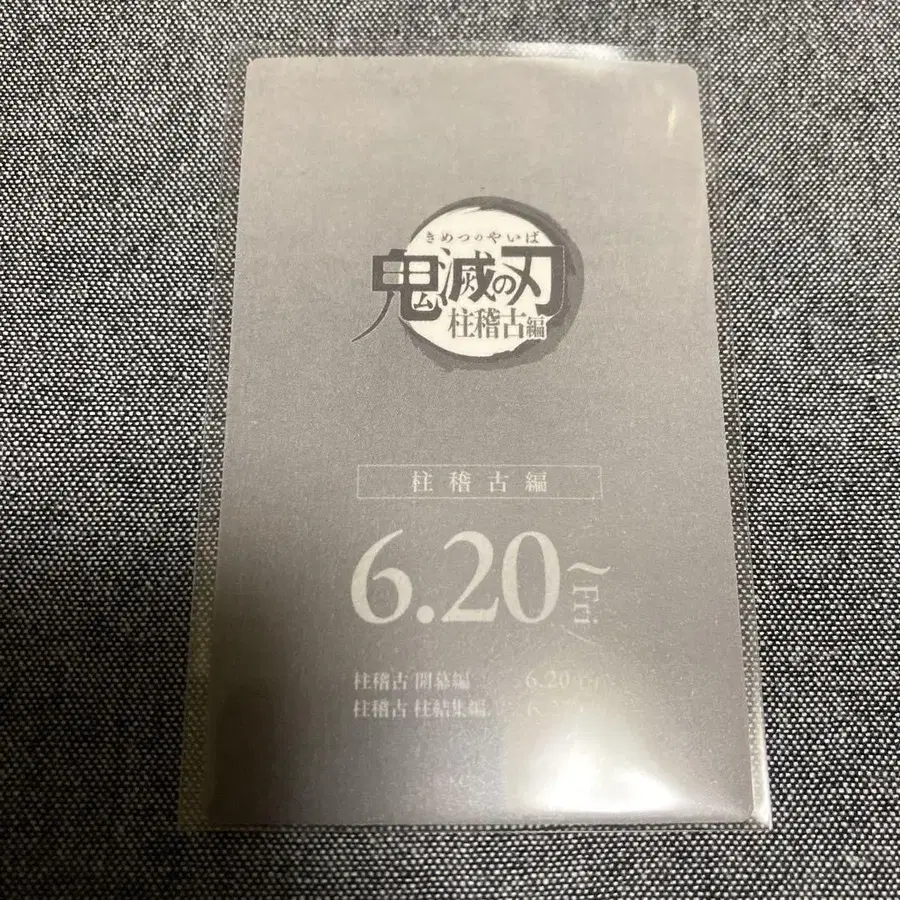 きめつのやいば
鬼滅の刃
柱稽古編
柱稽古編
6.20~
Fri
柱稽古 開幕編 6.20
柱稽古 柱結集編